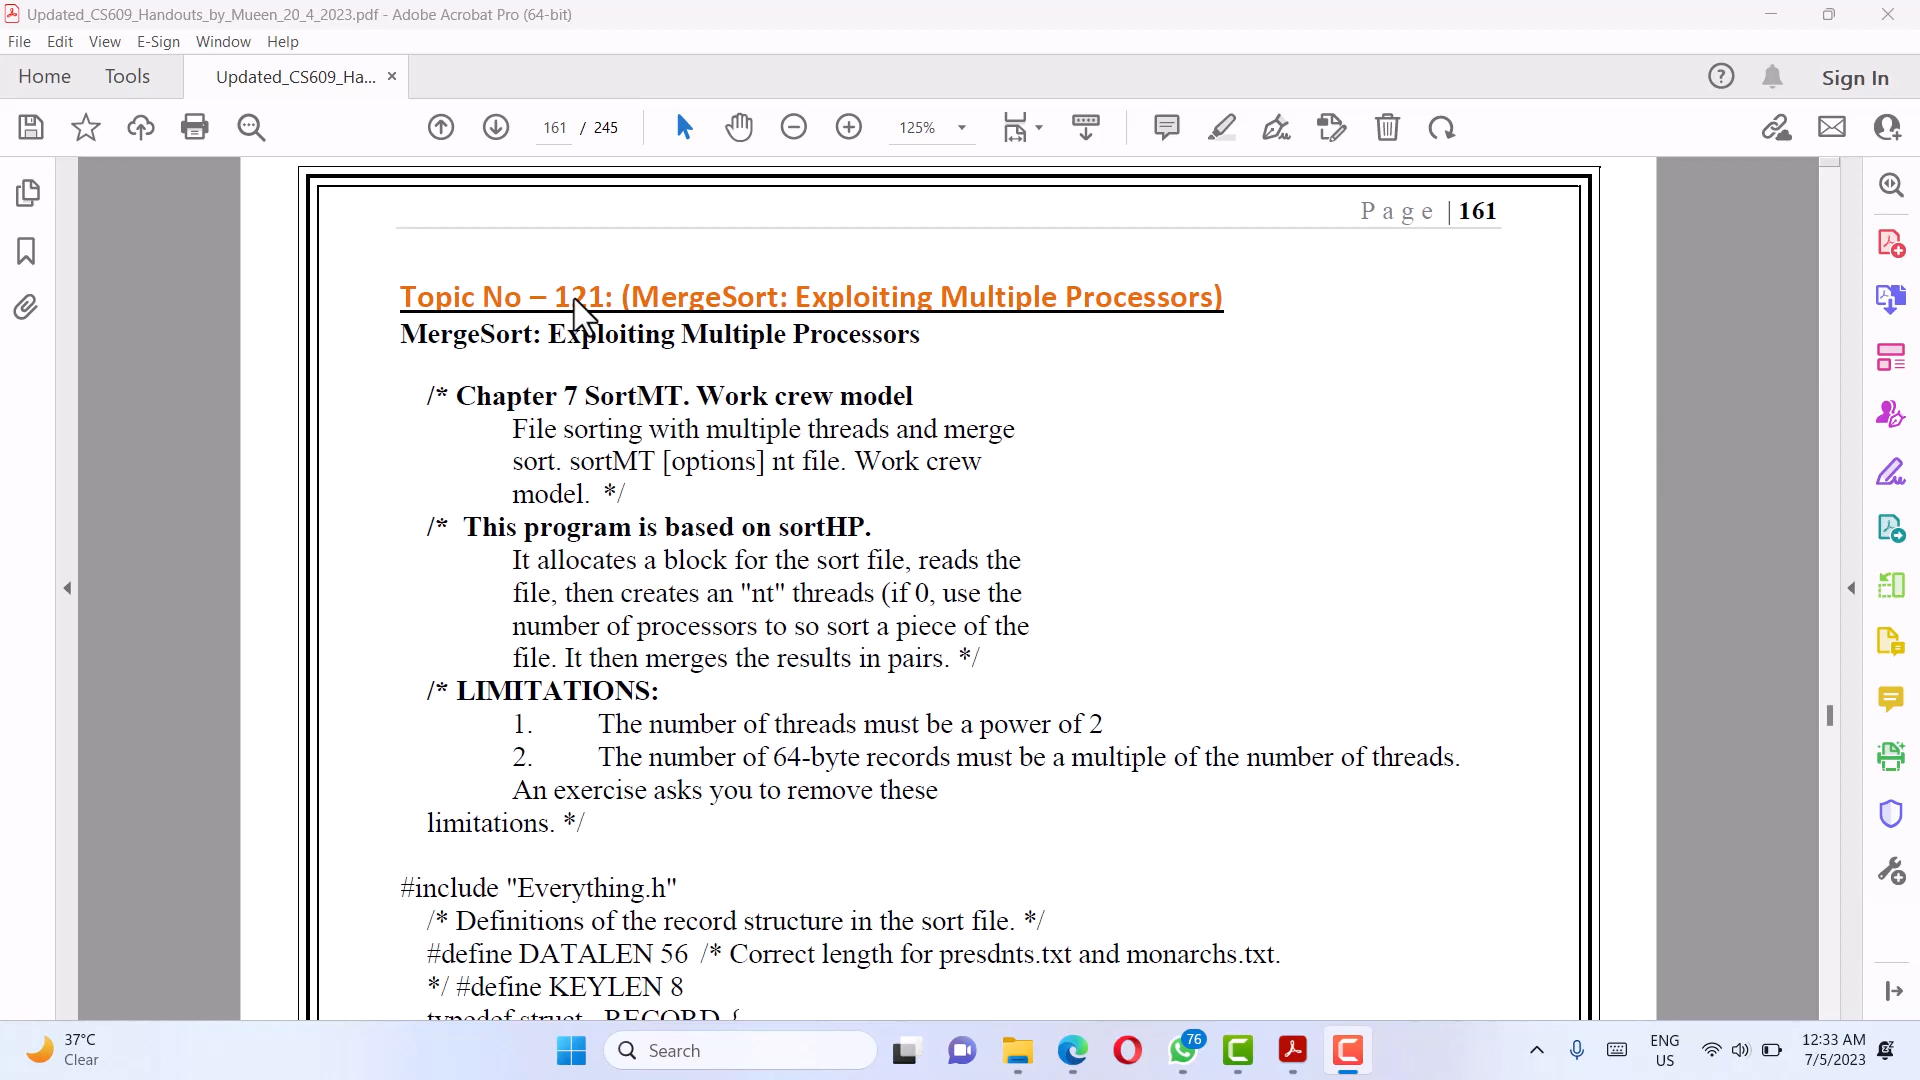 Updated_CS609_Handouts_by_Mueen_20_4_2023.pdf - Adobe Acrobat Pro (64-bit)
File Edit View E-Sign Window Help
Home Tools Updated_CS609_Ha... × Sign In
161 / 245 125%
Page | 161
Topic No – 121: (MergeSort: Exploiting Multiple Processors)
MergeSort: Exploiting Multiple Processors
/* Chapter 7 SortMT. Work crew model
File sorting with multiple threads and merge
sort. sortMT [options] nt file. Work crew
model. */
/* This program is based on sortHP.
It allocates a block for the sort file, reads the
file, then creates an "nt" threads (if 0, use the
number of processors to so sort a piece of the
file. It then merges the results in pairs. */
/* LIMITATIONS:
1. The number of threads must be a power of 2
2. The number of 64-byte records must be a multiple of the number of threads.
An exercise asks you to remove these
limitations. */
#include "Everything.h"
/* Definitions of the record structure in the sort file. */
#define DATALEN 56 /* Correct length for presdnts.txt and monarchs.txt.
*/ #define KEYLEN 8
typedef struct _RECORD {
37°C
Clear
Search
76
ENG
US
12:33 AM
7/5/2023